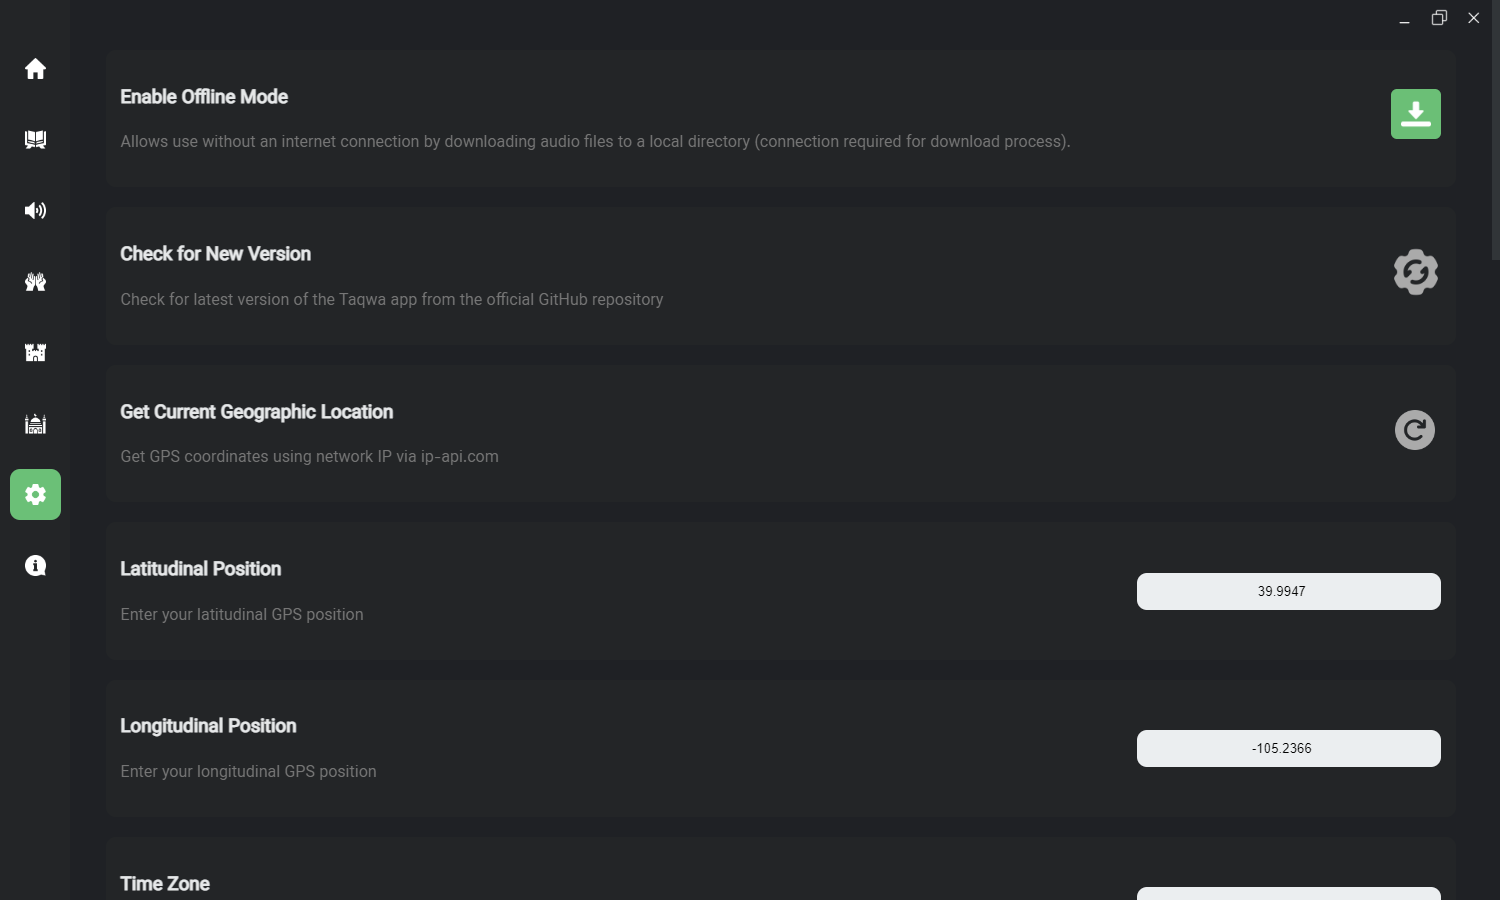 Enable Offline Mode
Allows use without an internet connection by downloading audio files to a local directory (connection required for download process).
Check for New Version
Check for latest version of the Taqwa app from the official GitHub repository
Get Current Geographic Location
Get GPS coordinates using network IP via ip-api.com
Latitudinal Position
39.9947
Enter your latitudinal GPS position
Longitudinal Position
-105.2366
Enter your longitudinal GPS position
Time Zone